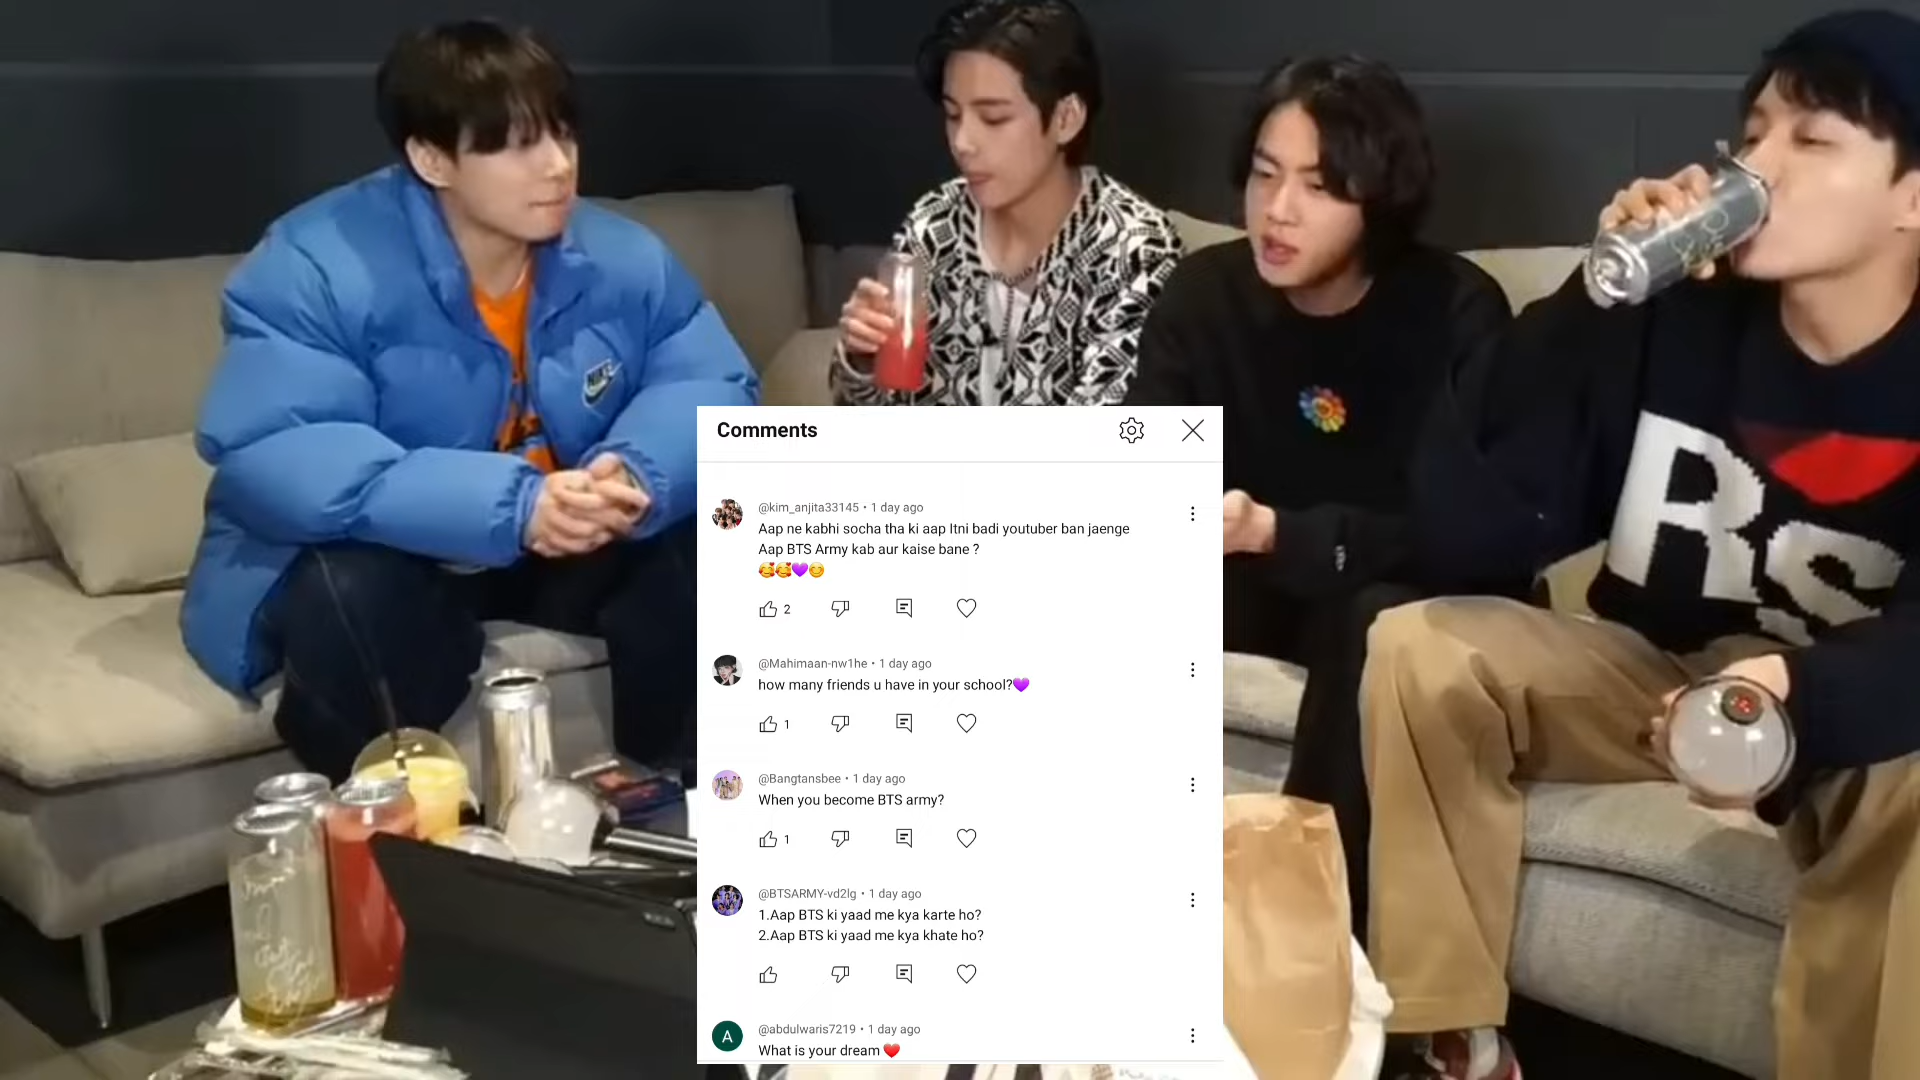 NIKE
R
S
Comments
@kim_anjita33145 • 1 day ago
Aap ne kabhi socha tha ki aap Itni badi youtuber ban jaenge
Aap BTS Army kab aur kaise bane ?
🥰🥰💜😊
2
@Mahimaan-nw1he • 1 day ago
how many friends u have in your school?💜
1
@Bangtansbee • 1 day ago
When you become BTS army?
1
@BTSARMY-vd2lg • 1 day ago
1.Aap BTS ki yaad me kya karte ho?
2.Aap BTS ki yaad me kya khate ho?
A
@abdulwaris7219 • 1 day ago
What is your dream ❤️